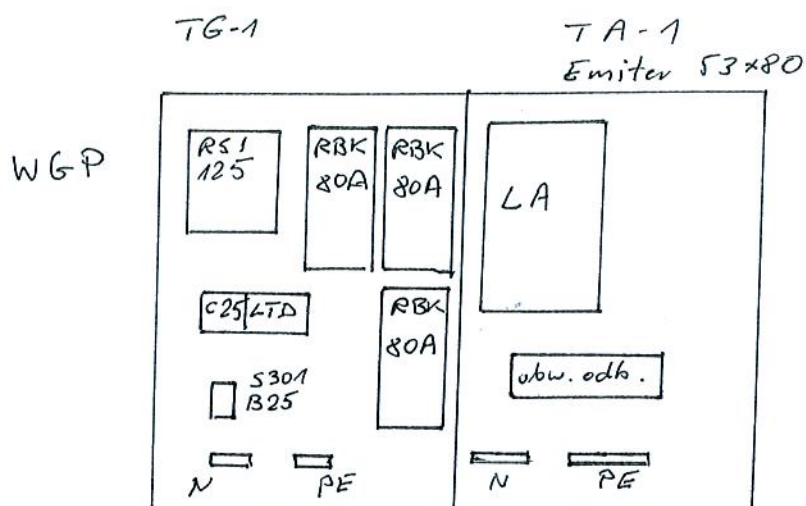 TG-1
TA-1
Emiter 53x80
WGP
RS1
125
RBK
80A
RBK
80A
LA
C25 LTD
RBK
80A
S301
B25
obw. odb.
N
PE
N
PE